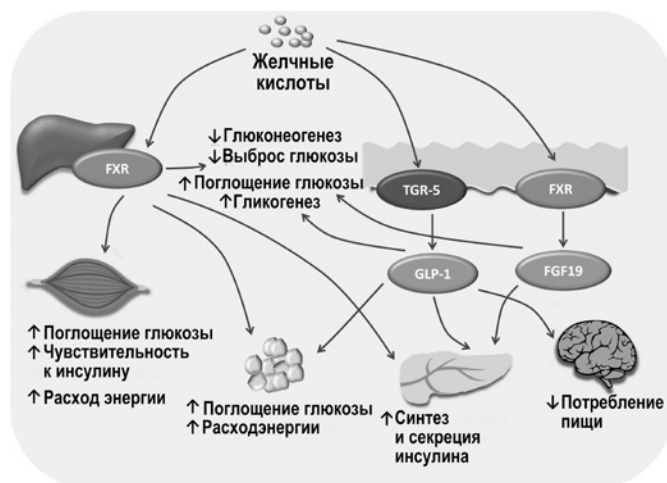 Желчные
кислоты
FXR
↓ Глюконеогенез
↓ Выброс глюкозы
↑ Поглощение глюкозы
↑ Гликогенез
TGR-5
FXR
GLP-1
FGF19
↑ Поглощение глюкозы
↑ Чувствительность
к инсулину
↑ Расход энергии
↑ Поглощение глюкозы
↑ Расходэнергии
↑ Синтез
и секреция
инсулина
↓ Потребление
пищи